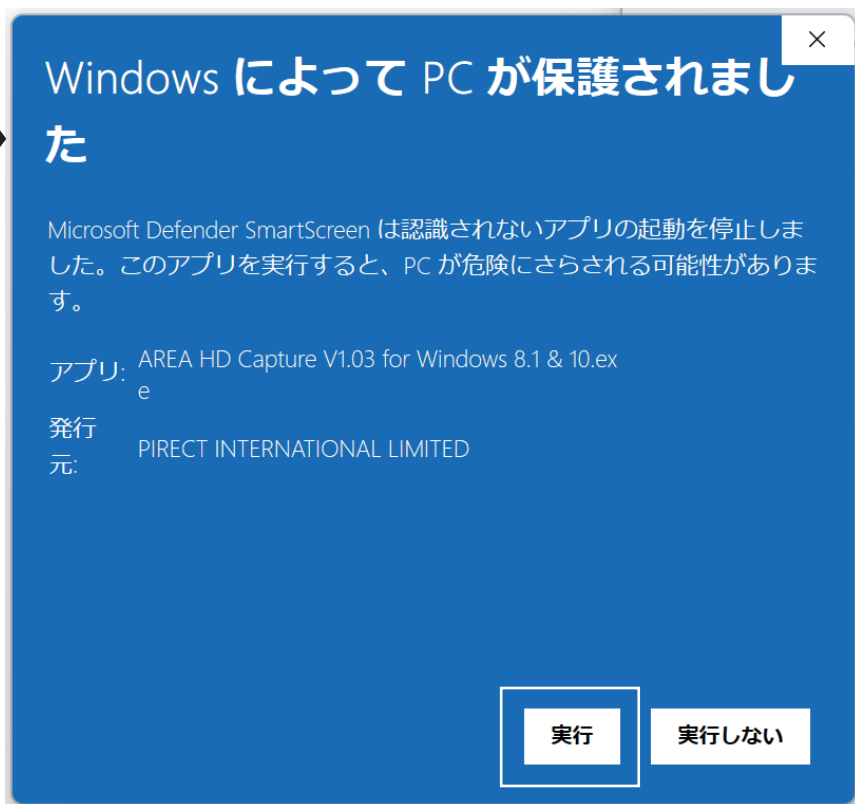 Windows によって PC が保護されまし
た
Microsoft Defender SmartScreen は認識されないアプリの起動を停止しま
した。このアプリを実行すると、PC が危険にさらされる可能性がありま
す。
アプリ: AREA HD Capture V1.03 for Windows 8.1 & 10.ex
e
発行
元: PIRECT INTERNATIONAL LIMITED
実行 実行しない